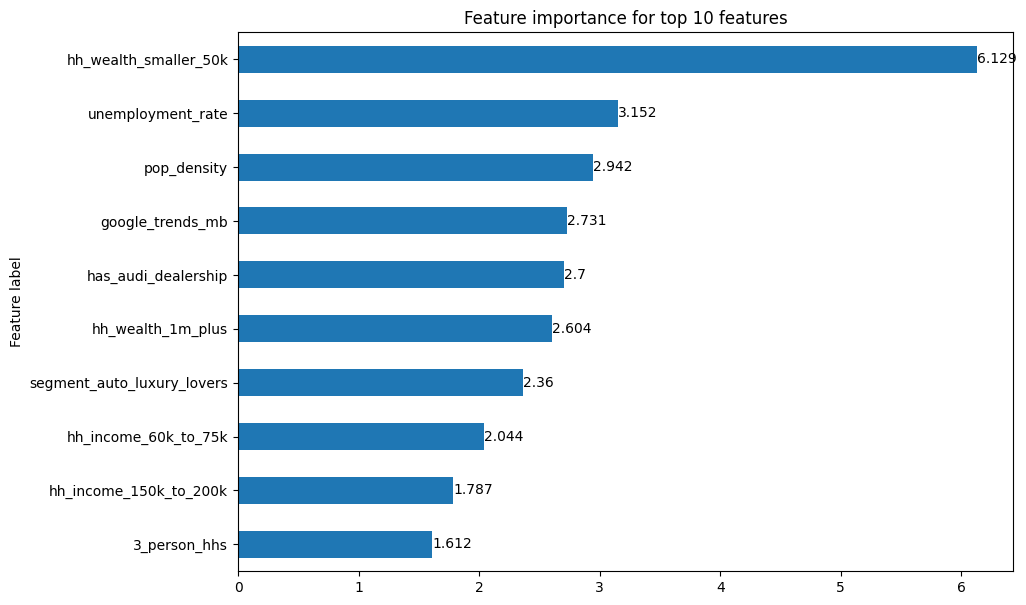 Feature importance for top 10 features
Feature label
hh_wealth_smaller_50k 6.129
unemployment_rate 3.152
pop_density 2.942
google_trends_mb 2.731
has_audi_dealership 2.7
hh_wealth_1m_plus 2.604
segment_auto_luxury_lovers 2.36
hh_income_60k_to_75k 2.044
hh_income_150k_to_200k 1.787
3_person_hhs 1.612
0 1 2 3 4 5 6